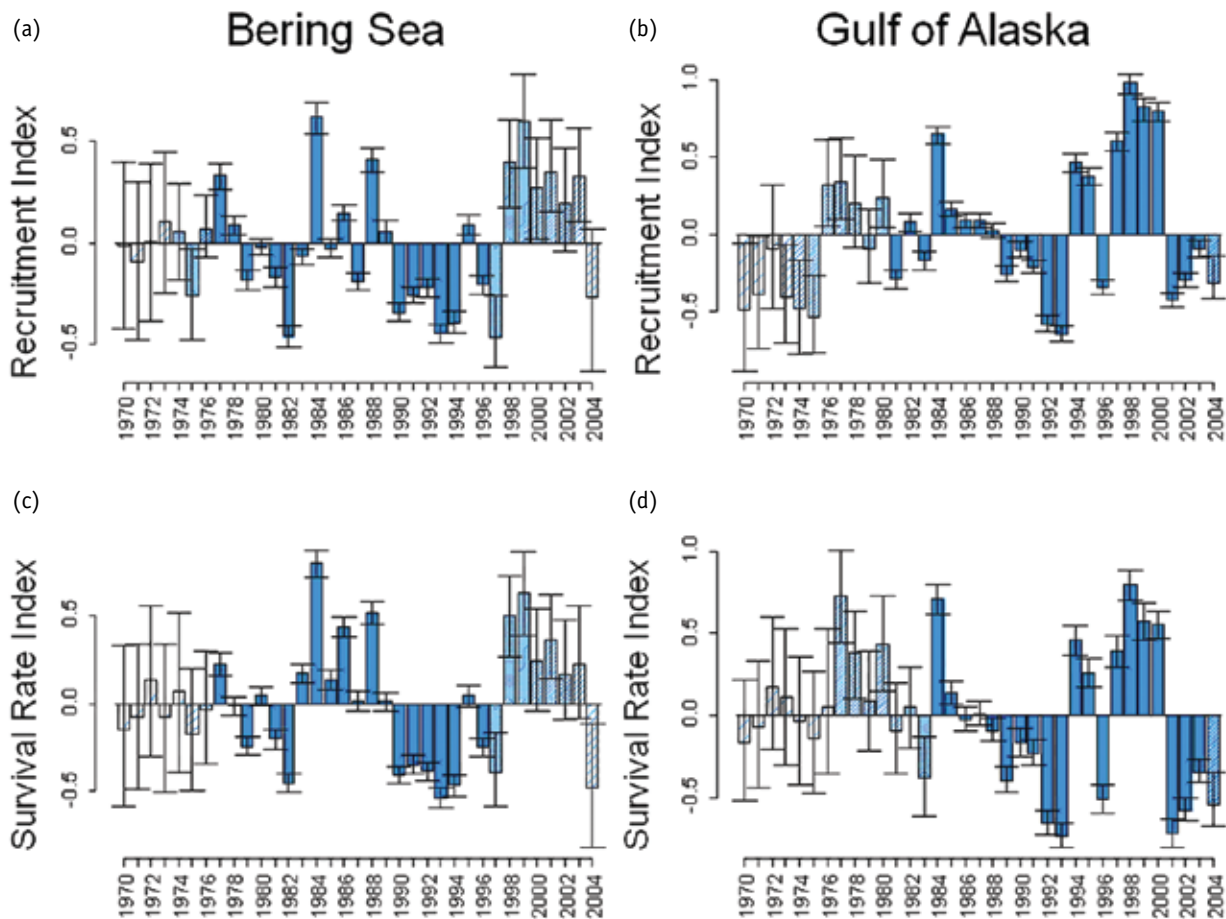 (a)
Bering Sea
(b)
Gulf of Alaska
Recruitment Index
0.5
0.0
-0.5
1970 1972 1974 1976 1978 1980 1982 1984 1986 1988 1990 1992 1994 1996 1998 2000 2002 2004
Recruitment Index
1.0
0.5
0.0
-0.5
1970 1972 1974 1976 1978 1980 1982 1984 1986 1988 1990 1992 1994 1996 1998 2000 2002 2004
(c)
Survival Rate Index
0.5
0.0
-0.5
1970 1972 1974 1976 1978 1980 1982 1984 1986 1988 1990 1992 1994 1996 1998 2000 2002 2004
(d)
Survival Rate Index
1.0
0.5
0.0
-0.5
1970 1972 1974 1976 1978 1980 1982 1984 1986 1988 1990 1992 1994 1996 1998 2000 2002 2004